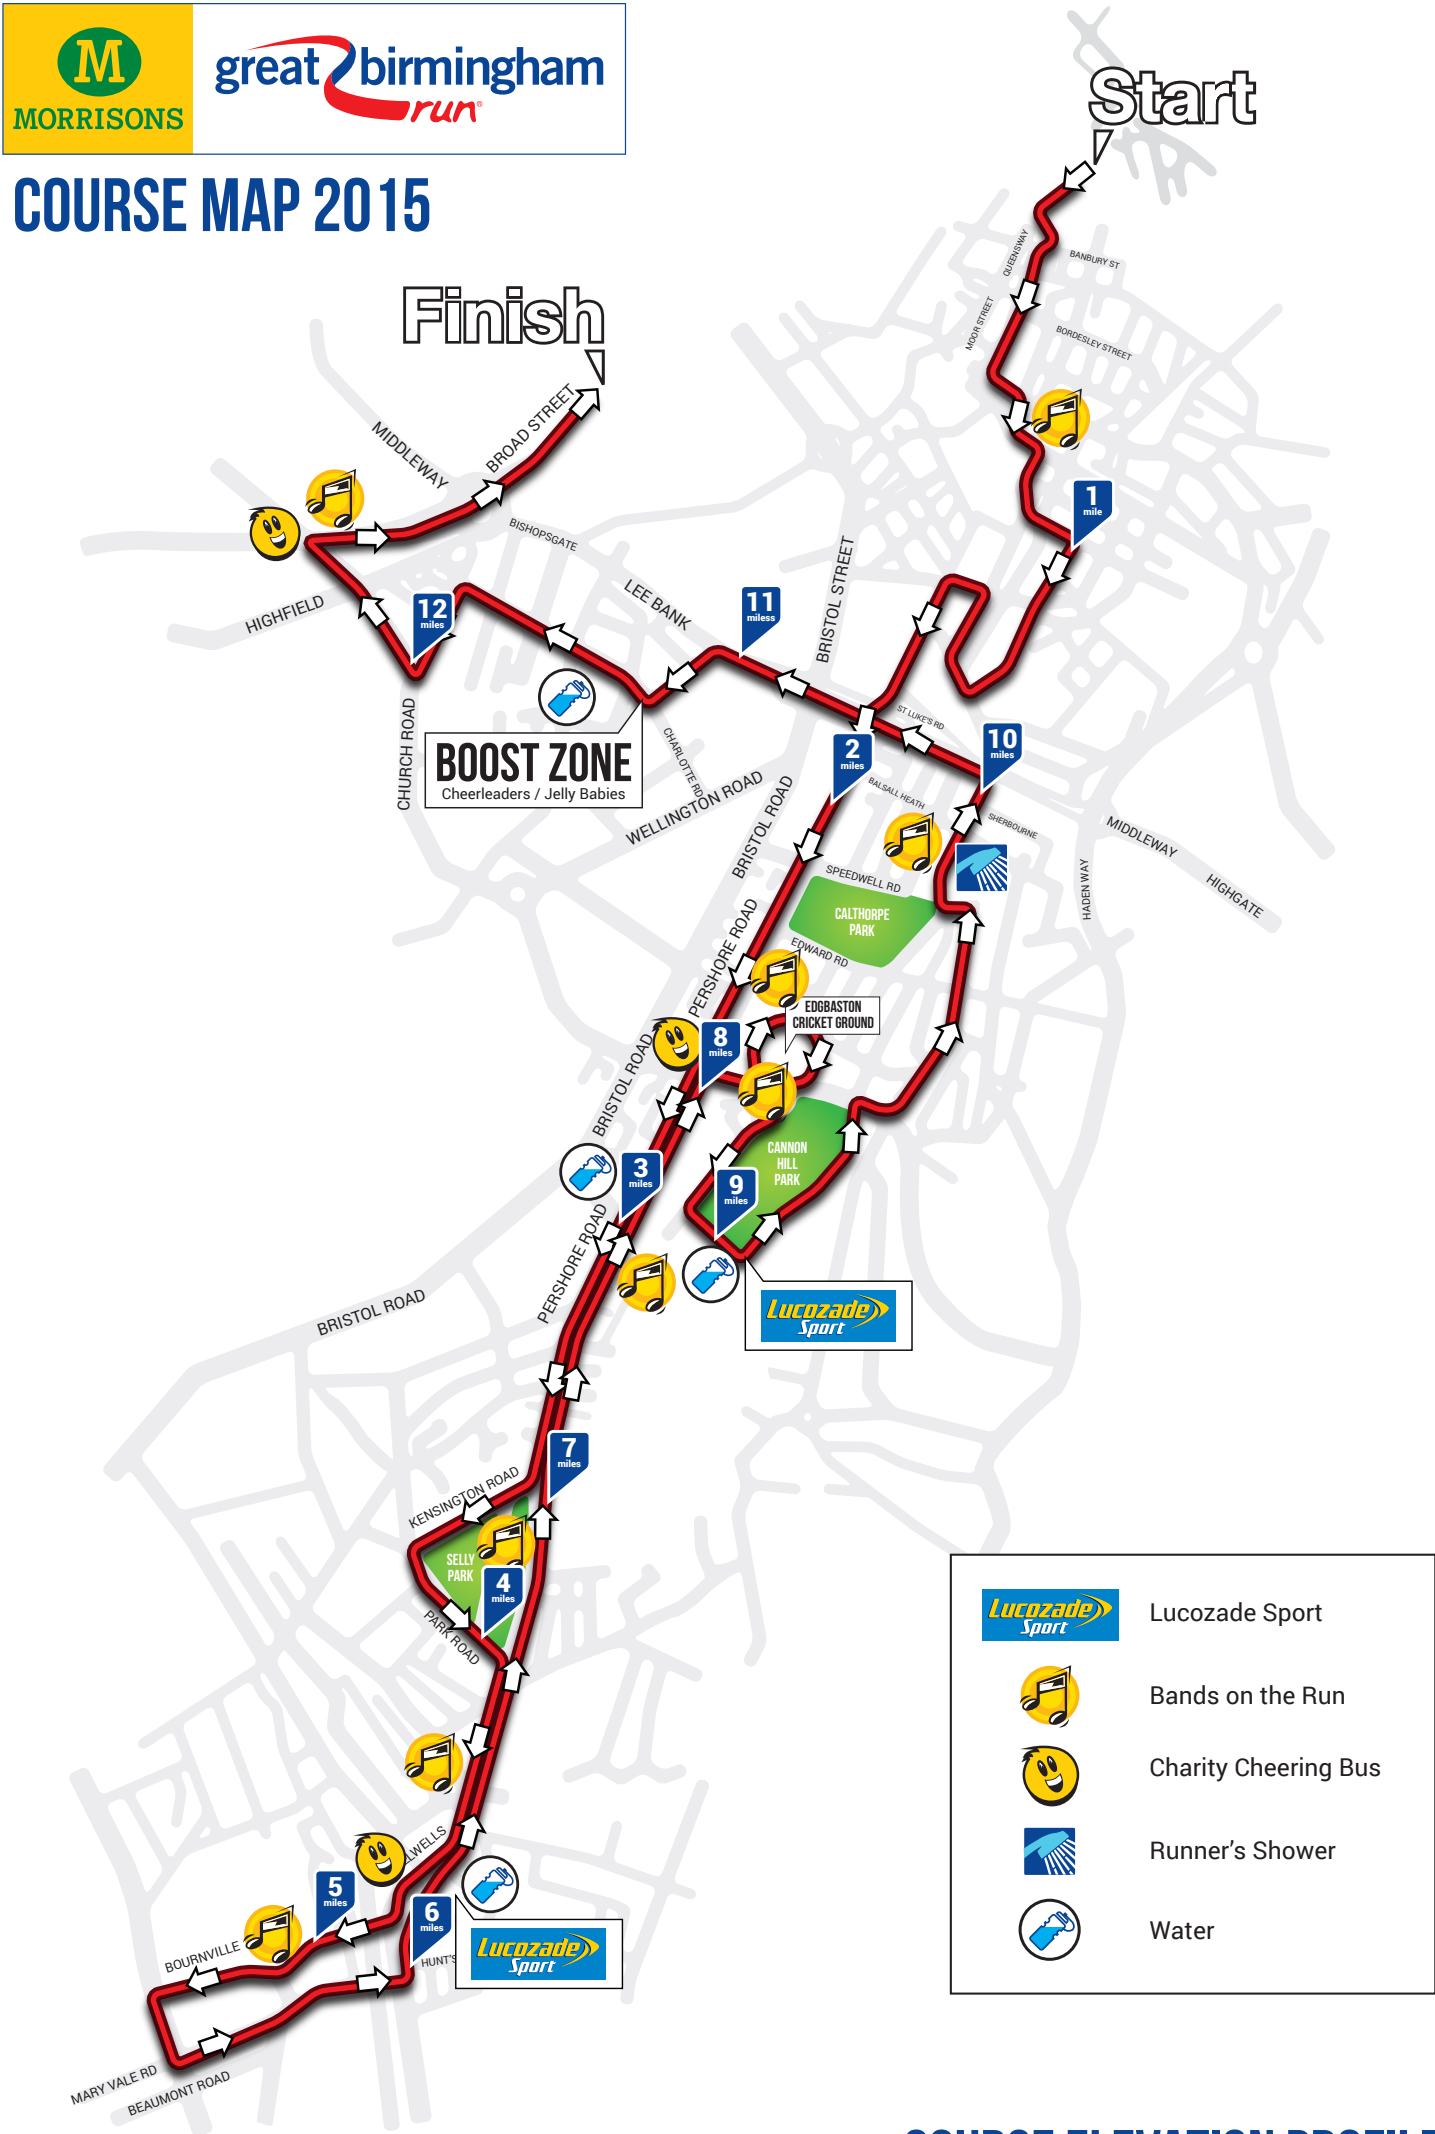 M
MORRISONS
great birmingham
run
COURSE MAP 2015
Start
Finish
QUEENSWAY
BANBURY ST
MOOR STREET
BORDESLEY STREET
MIDDLEWAY
BROAD STREET
BISHOPSGATE
1
mile
HIGHFIELD
12
miles
LEE BANK
11
miless
BRISTOL STREET
CHURCH ROAD
BOOST ZONE
Cheerleaders / Jelly Babies
CHARLOTTE RD
WELLINGTON ROAD
ST LUKE'S RD
2
miles
10
miles
BALSALL HEATH
SHERBOURNE
MIDDLEWAY
HIGHGATE
HADEN WAY
BRISTOL ROAD
SPEEDWELL RD
CALTHORPE
PARK
EDWARD RD
PERSHORE ROAD
EDGBASTON
CRICKET GROUND
8
miles
BRISTOL ROAD
CANNON
HILL
PARK
3
miles
9
miles
PERSHORE ROAD
BRISTOL ROAD
Lucozade
Sport
7
miles
KENSINGTON ROAD
SELLY
PARK
4
miles
PARK ROAD
LWELLS
5
miles
6
miles
BOURNVILLE
HUNT'S
Lucozade
Sport
MARY VALE RD
BEAUMONT ROAD
Lucozade
Sport
Lucozade Sport
Bands on the Run
Charity Cheering Bus
Runner's Shower
Water
COURSE ELEVATION PROFILE